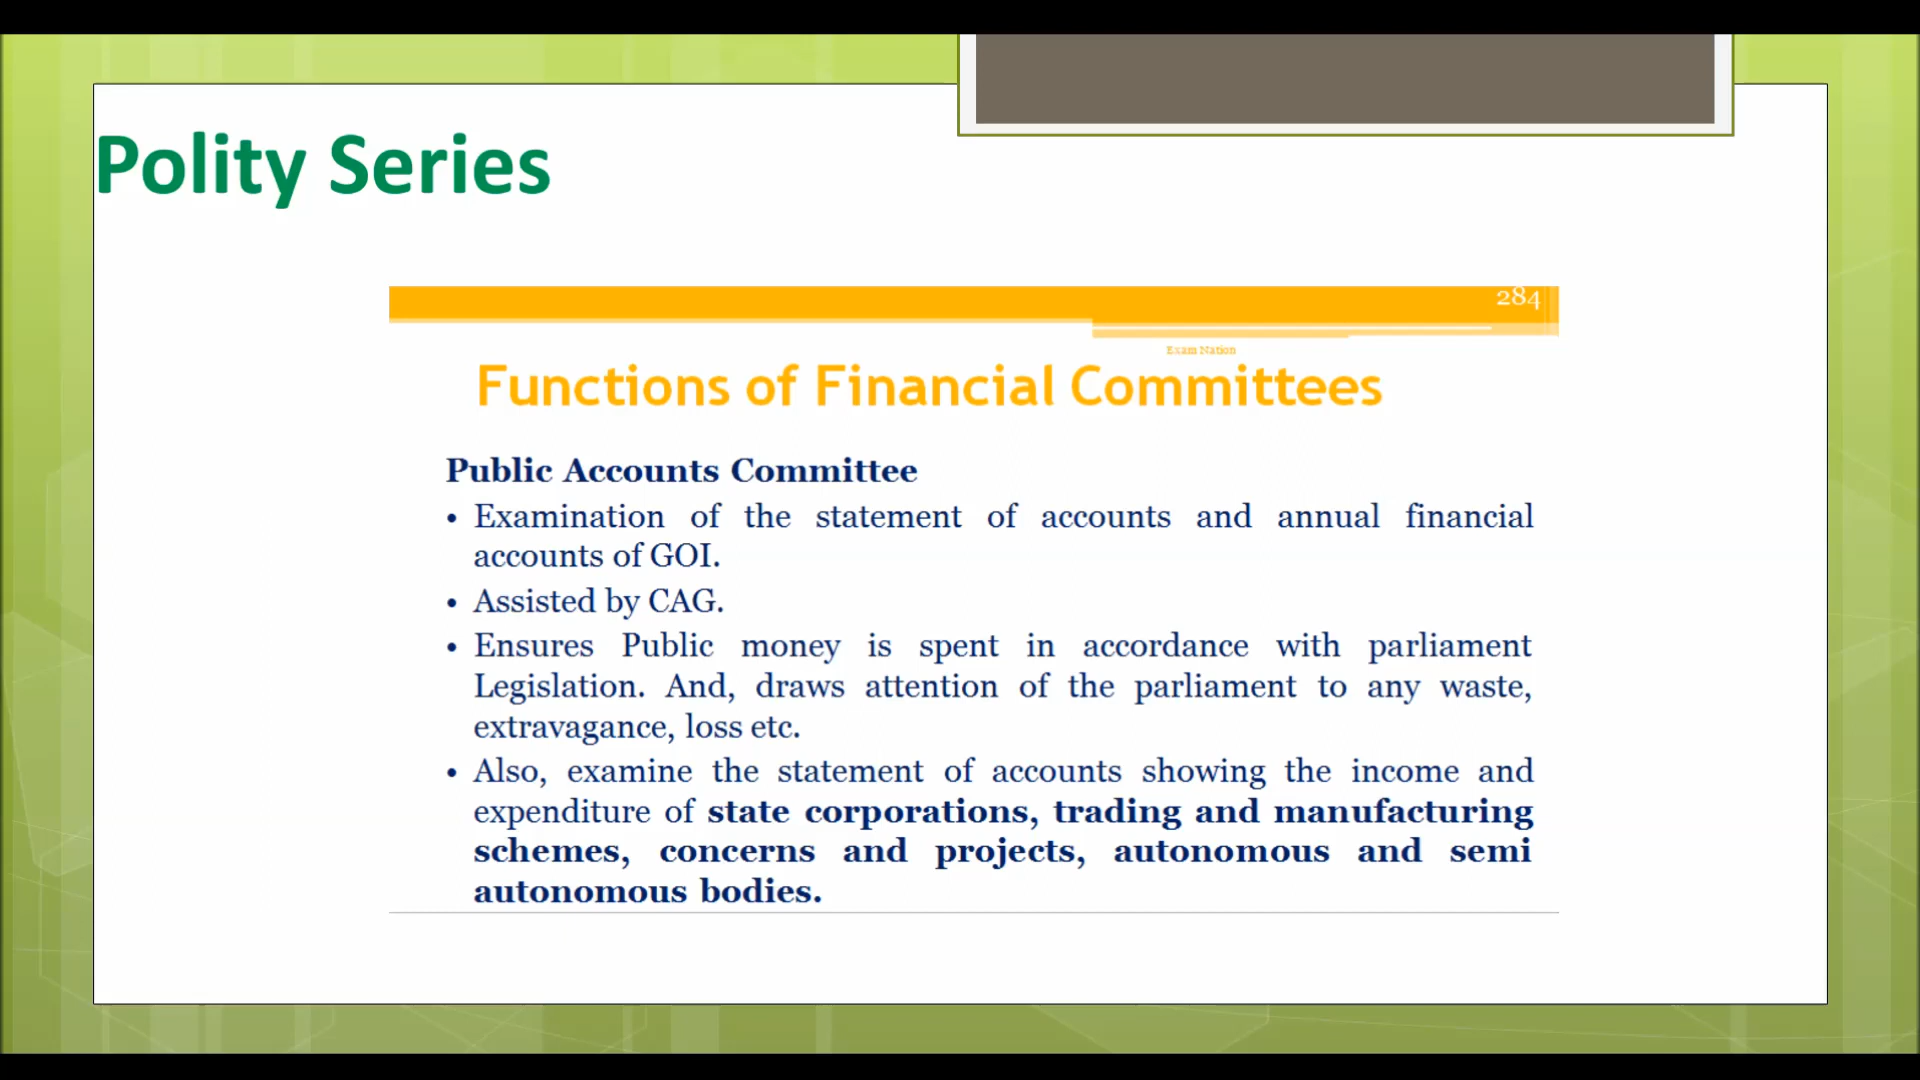 Polity Series
284
Exam Nation
Functions of Financial Committees
Public Accounts Committee
• Examination of the statement of accounts and annual financial
accounts of GOI.
• Assisted by CAG.
• Ensures Public money is spent in accordance with parliament
Legislation. And, draws attention of the parliament to any waste,
extravagance, loss etc.
• Also, examine the statement of accounts showing the income and
expenditure of state corporations, trading and manufacturing
schemes, concerns and projects, autonomous and semi
autonomous bodies.